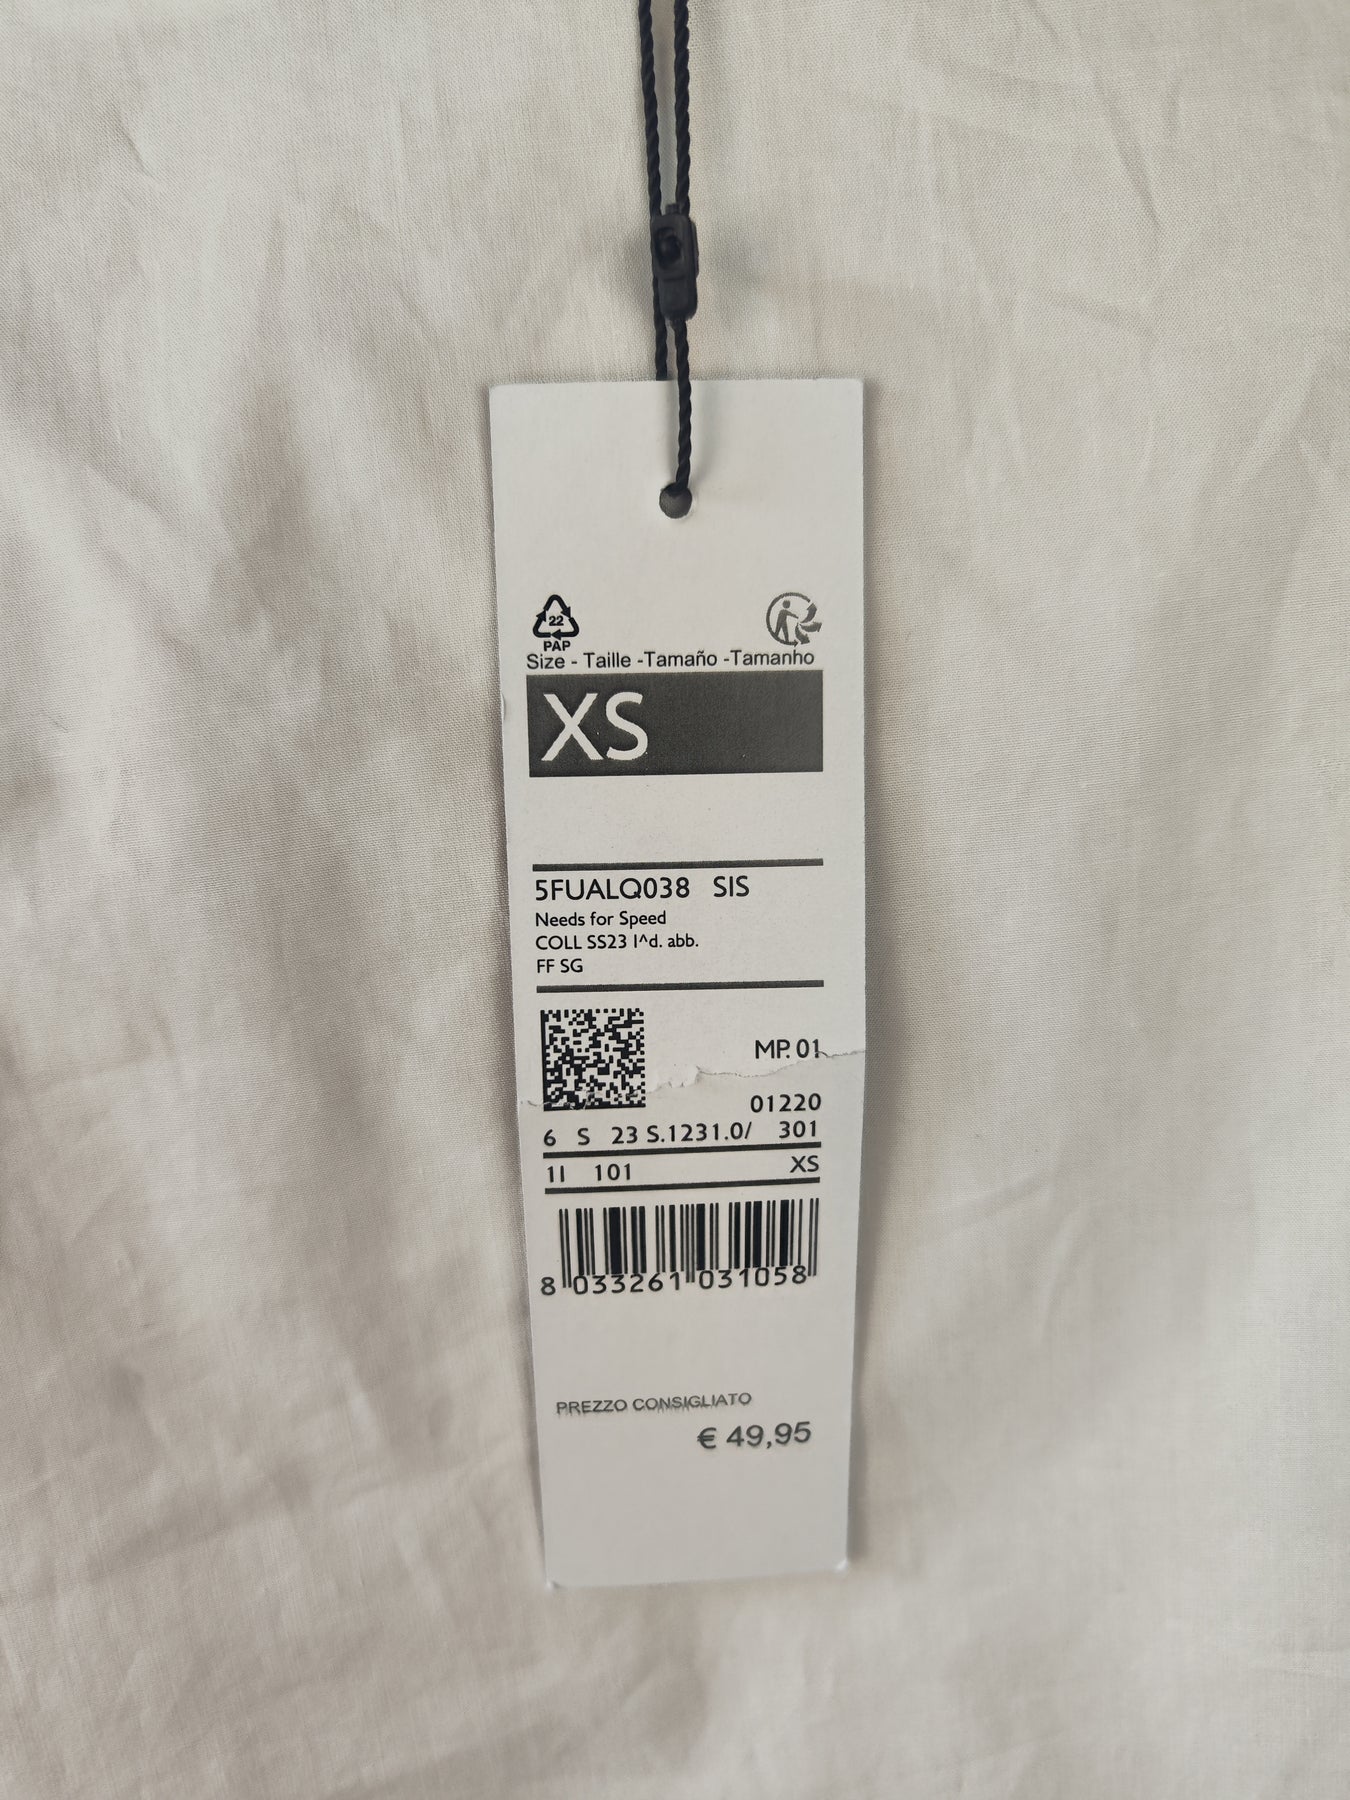 22
PAP
Size - Taille -Tamaño -Tamanho
XS
5FUALQ038 SIS
Needs for Speed
COLL SS23 I^d. abb.
FF SG
MP. 01
01220
6 S 23 S.1231.0/ 301
1I 101 XS
8 033261 031058
PREZZO CONSIGLIATO
€ 49,95